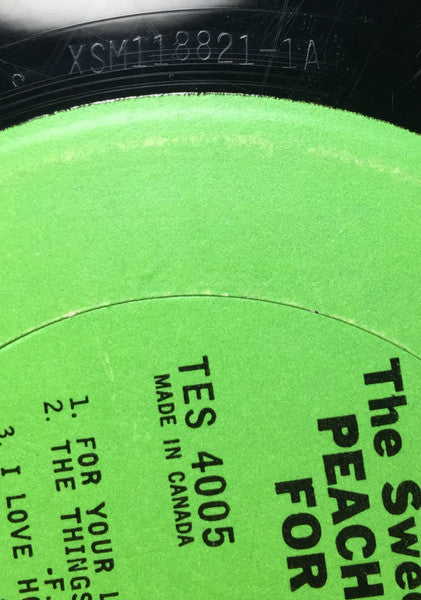 XSM118821-1A
The Swee
PEACH
FOR
TES 4005
MADE IN CANADA
1. FOR YOUR L
2. THE THINGS
-F
3. I LOVE HO